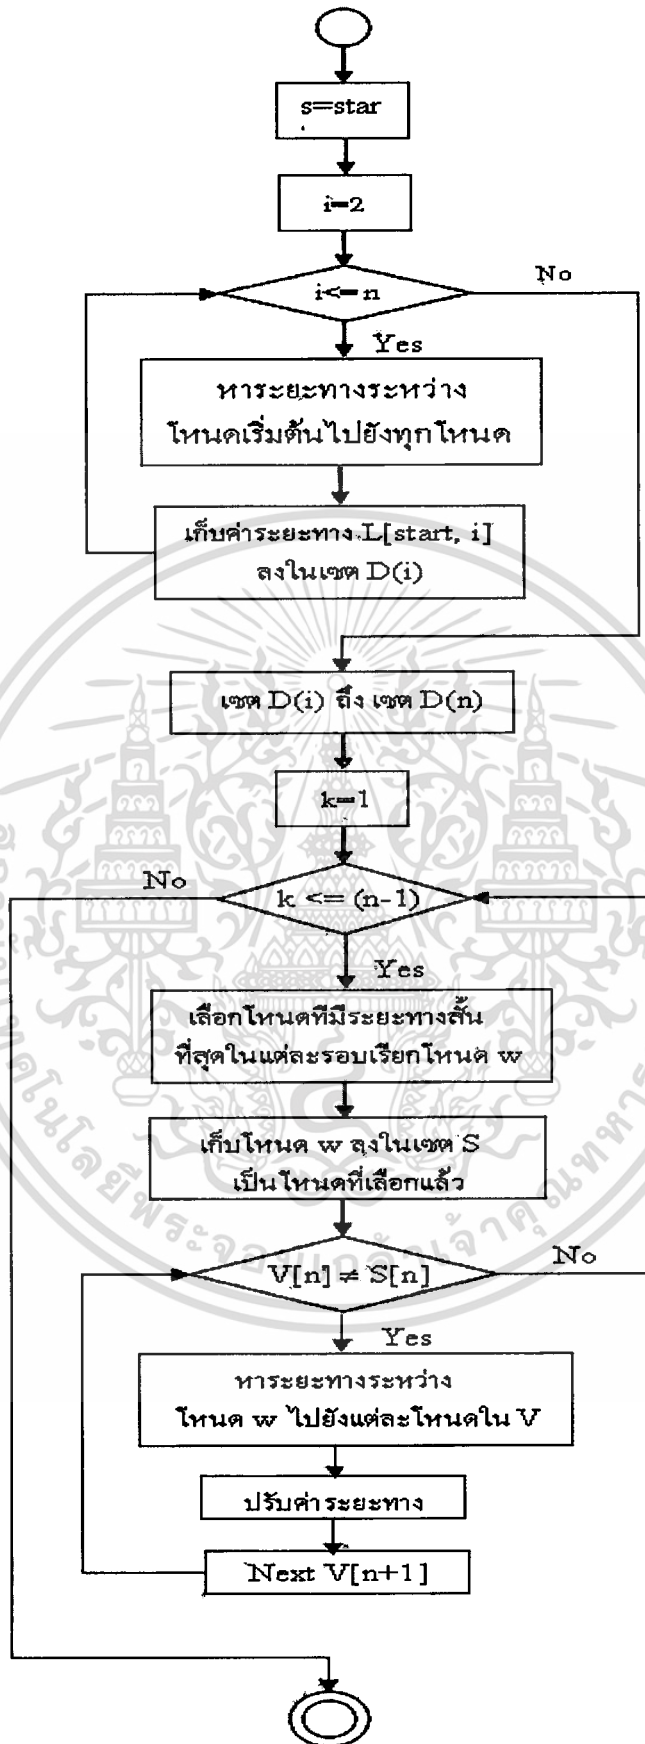 s=star
i=2
i<= n
No
Yes
หาระยะทางระหว่าง
โหนดเริ่มต้นไปยังทุกโหนด
เก็บค่าระยะทาง L[start, i]
ลงในเซต D(i)
เซต D(i) ถึง เซต D(n)
k=1
No
k <= (n-1)
Yes
เลือกโหนดที่มีระยะทางสั้น
ที่สุดในแต่ละรอบเรียกโหนด w
เก็บโหนด w ลงในเซต S
เป็นโหนดที่เลือกแล้ว
V[n] ≠ S[n]
No
Yes
หาระยะทางระหว่าง
โหนด w ไปยังแต่ละโหนดใน V
ปรับค่าระยะทาง
Next V[n+1]